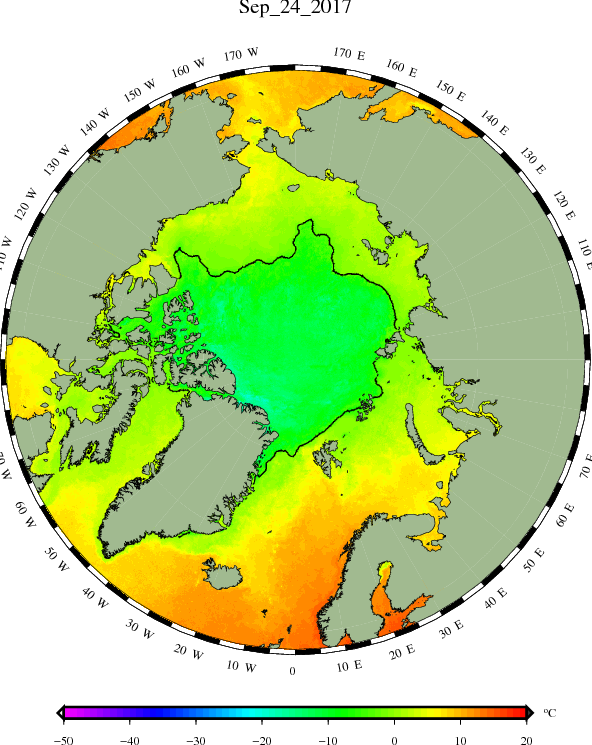 Sep_24_2017
170 W
170 E
160 W
160 E
150 W
150 E
140 W
140 E
130 W
130 E
120 W
120 E
110 E
70 E
60 W
60 E
50 W
50 E
40 W
40 E
30 W
30 E
20 W
20 E
10 W
0
10 E
°C
−50 −40 −30 −20 −10 0 10 20